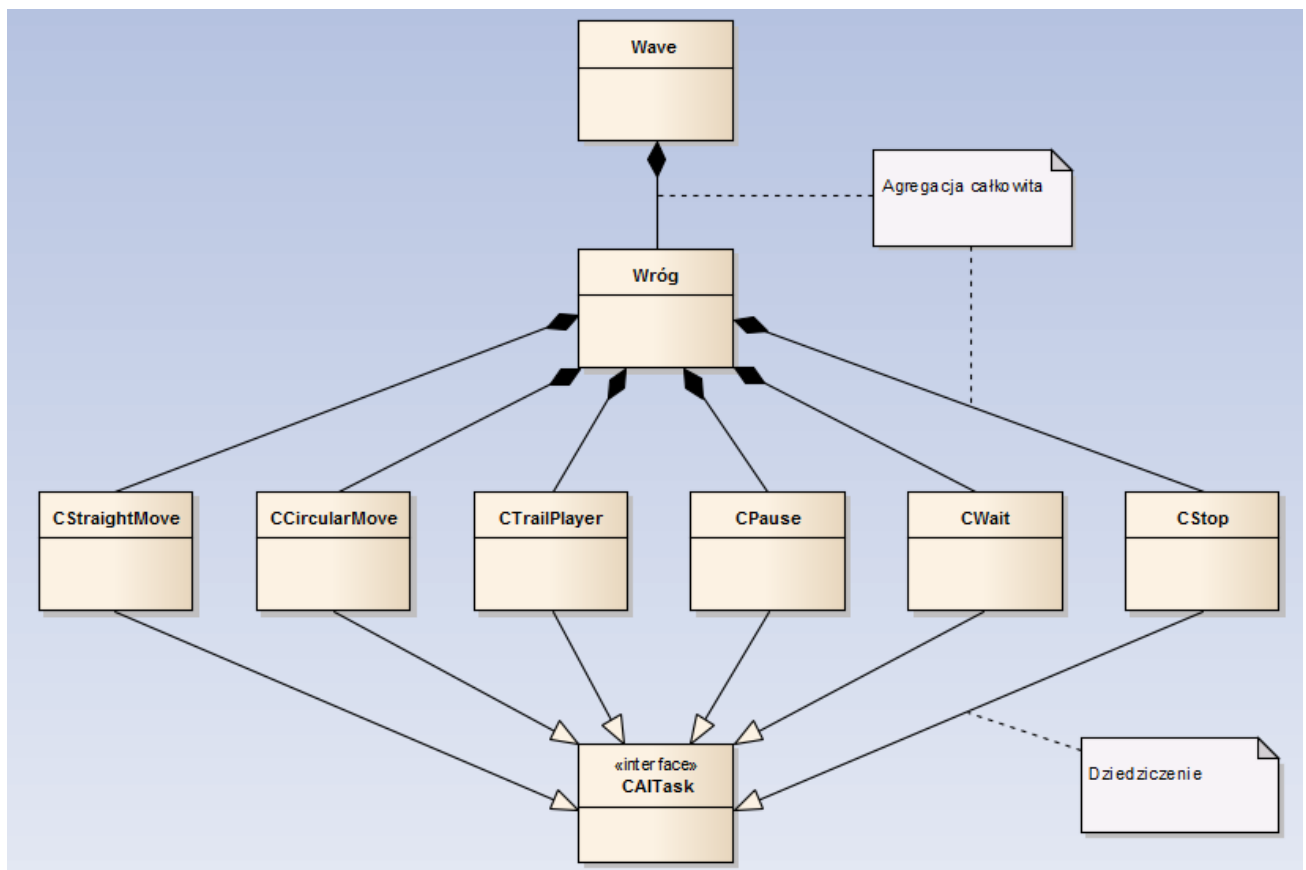 Wave
Agregacja całkowita
Wróg
CStraightMove
CCircularMove
CTrailPlayer
CPause
CWait
CStop
«interface»
CAITask
Dziedziczenie